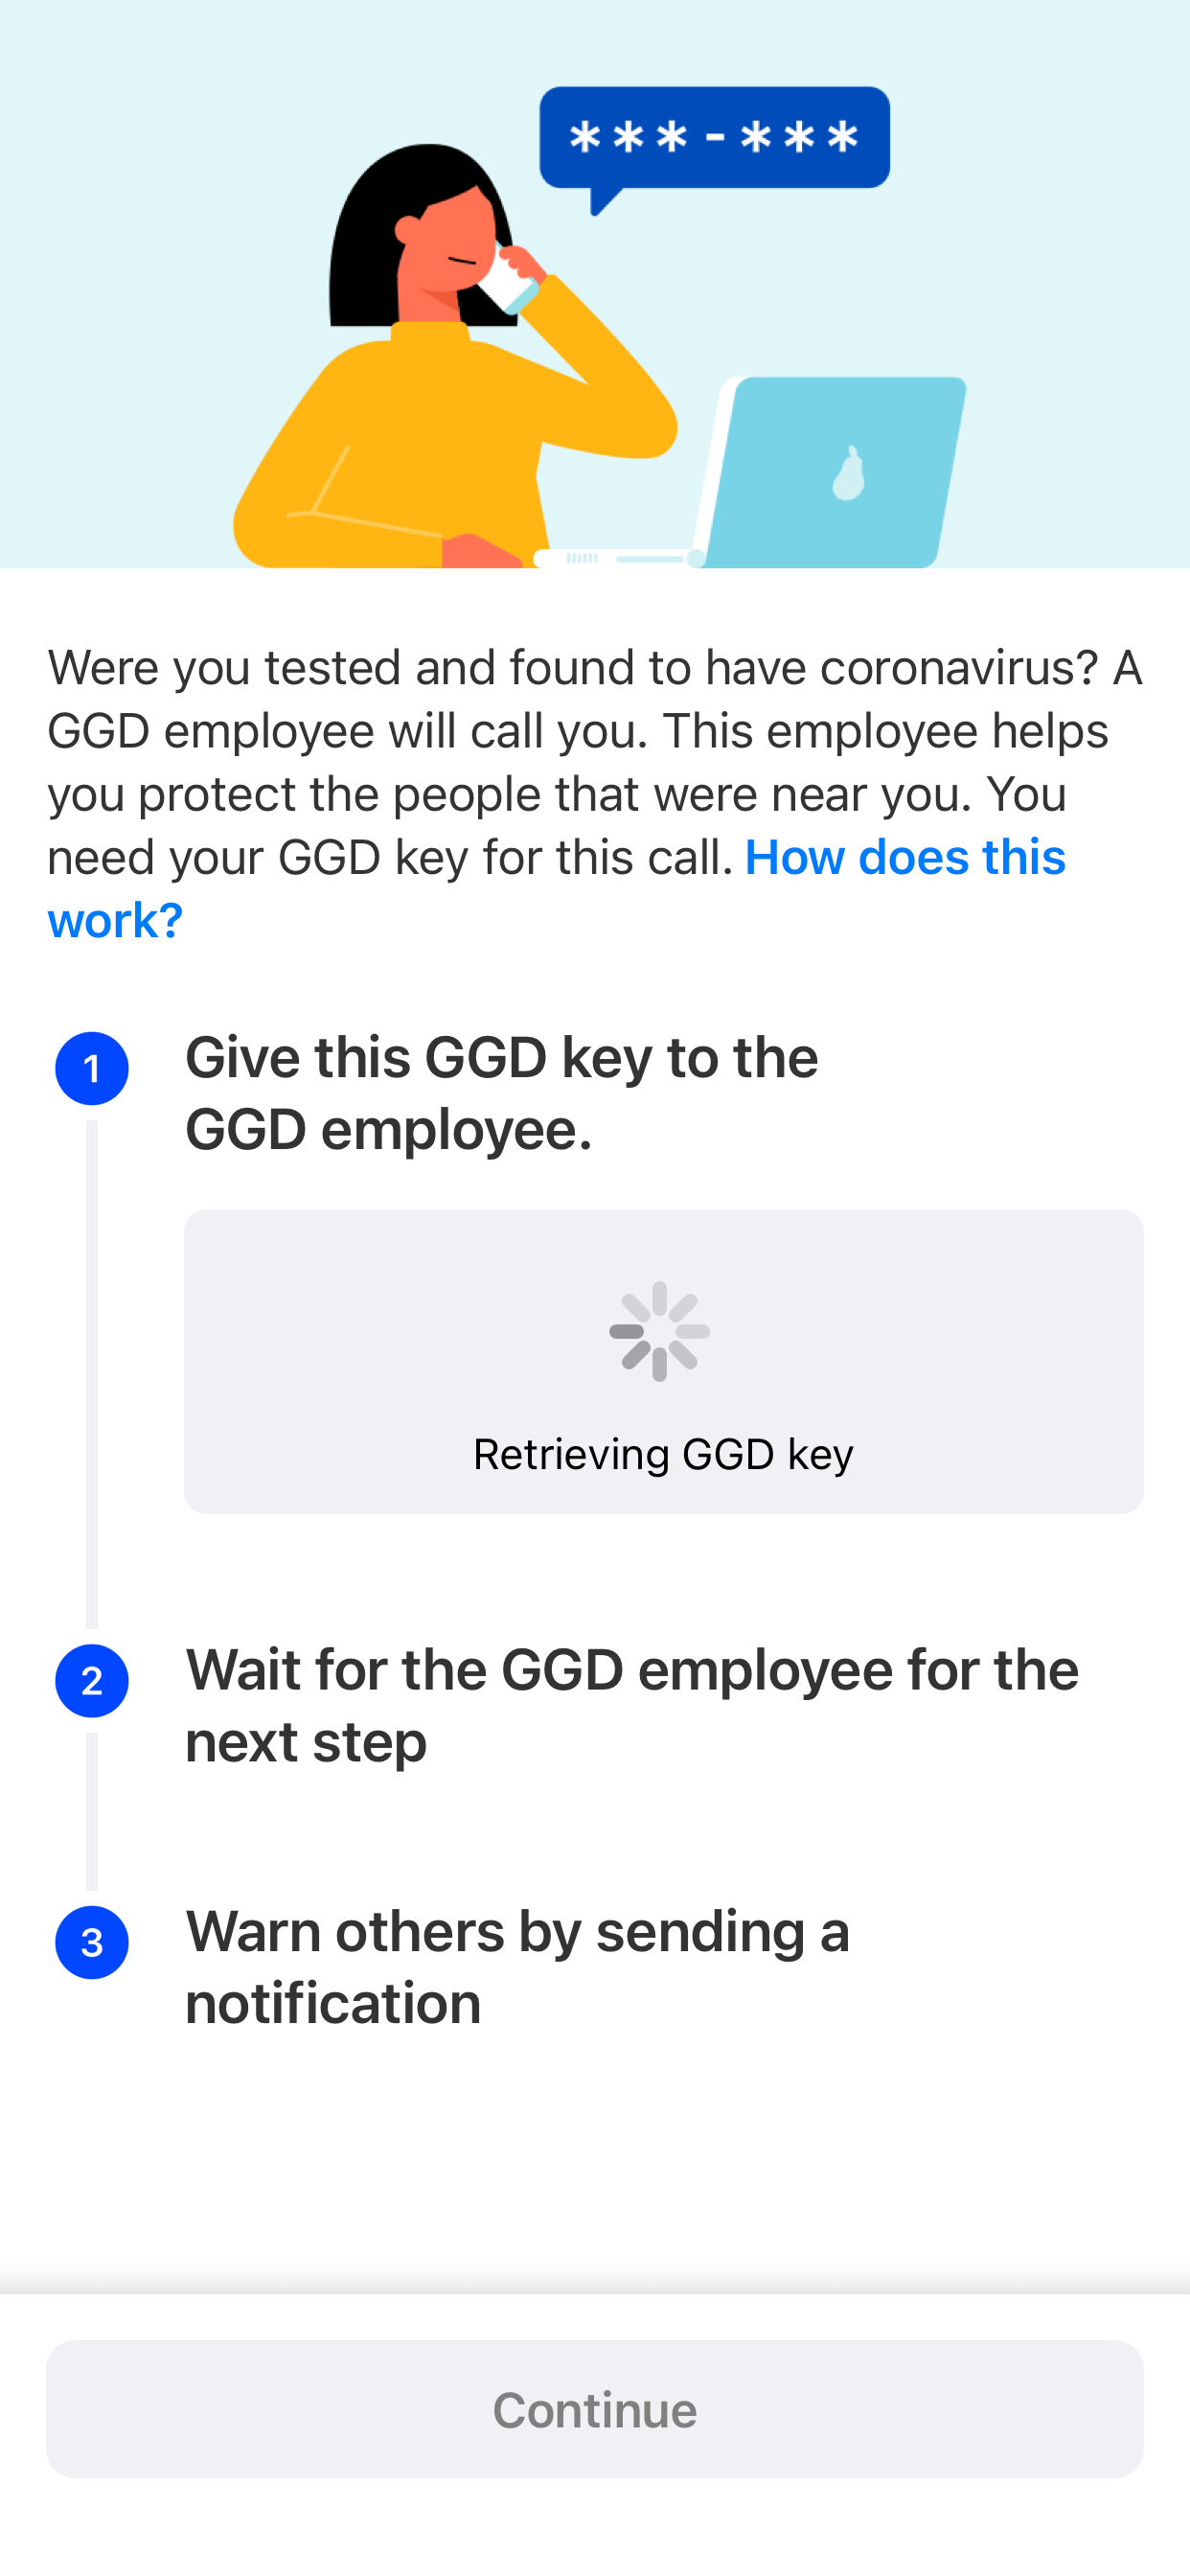 ***-***
Were you tested and found to have coronavirus? A
GGD employee will call you. This employee helps
you protect the people that were near you. You
need your GGD key for this call. How does this
work?
1
Give this GGD key to the
GGD employee.
Retrieving GGD key
2
Wait for the GGD employee for the
next step
3
Warn others by sending a
notification
Continue